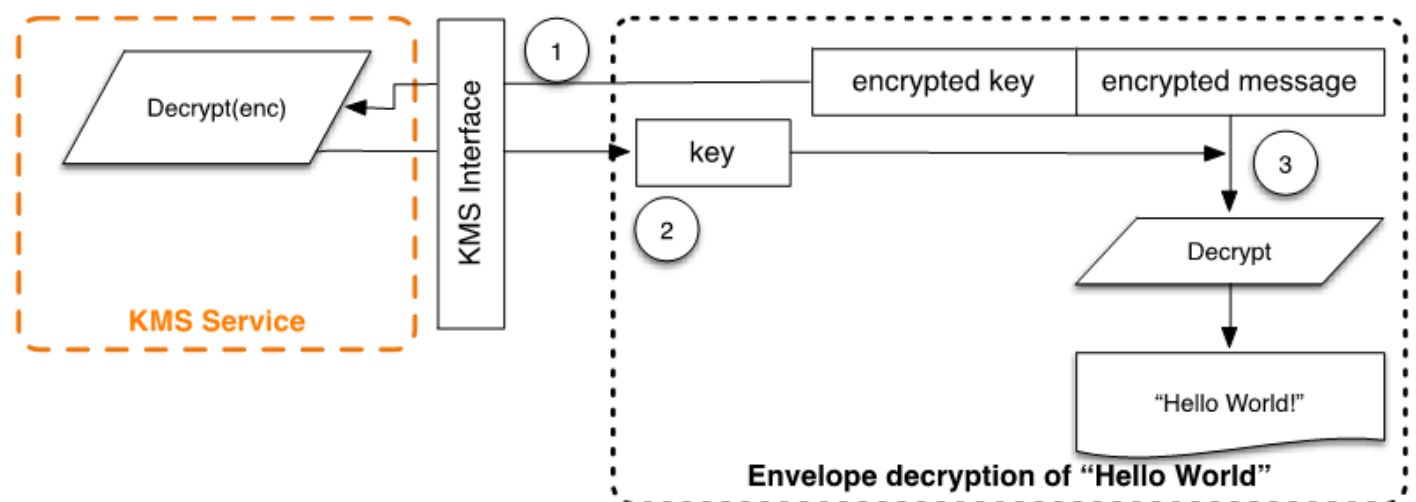 1
encrypted key
encrypted message
Decrypt(enc)
KMS Interface
key
3
2
Decrypt
KMS Service
“Hello World!”
Envelope decryption of “Hello World”